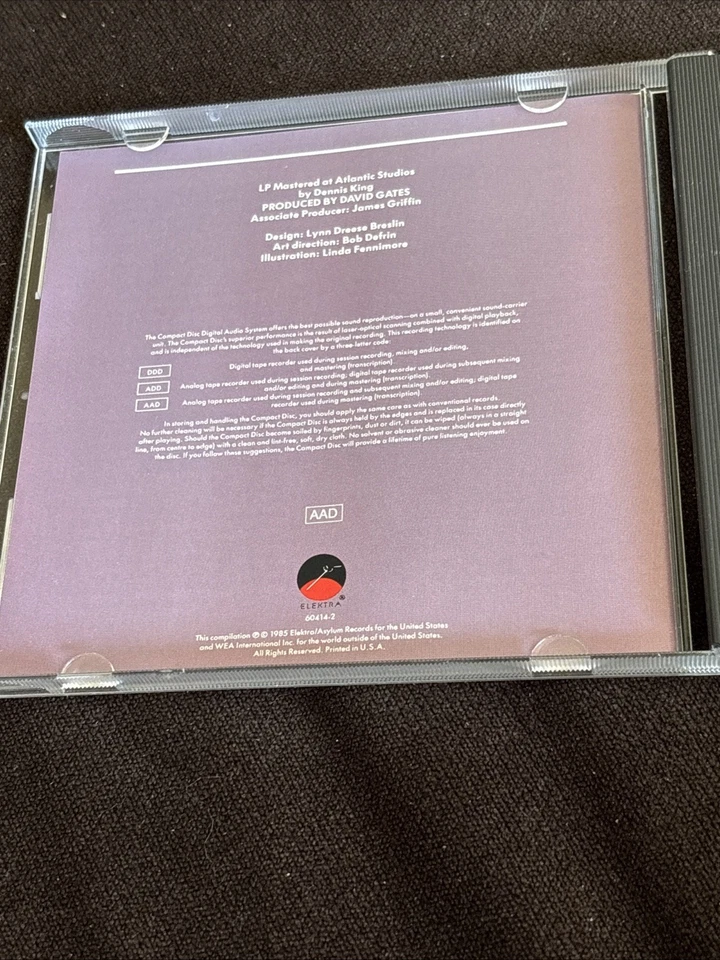 LP Mastered at Atlantic Studios
by Dennis King
PRODUCED BY DAVID GATES
Associate Producer: James Griffin
Design: Lynn Dreese Breslin
Art direction: Bob Defrin
Illustration: Linda Fennimore
The Compact Disc Digital Audio System offers the best possible sound reproduction—on a small, convenient sound-carrier
unit. The Compact Disc's superior performance is the result of laser-optical scanning combined with digital playback,
and is independent of the technology used in making the original recording. This recording technology is identified on
the back cover by a three-letter code:
DDD Digital tape recorder used during session recording, mixing and/or editing,
and mastering (transcription).
ADD Analog tape recorder used during session recording; digital tape recorder used during subsequent mixing
and/or editing and during mastering (transcription).
AAD Analog tape recorder used during session recording and subsequent mixing and/or editing; digital tape
recorder used during mastering (transcription).
In storing and handling the Compact Disc, you should apply the same care as with conventional records.
No further cleaning will be necessary if the Compact Disc is always held by the edges and is replaced in its case directly
after playing. Should the Compact Disc become soiled by fingerprints, dust or dirt, it can be wiped (always in a straight
line, from centre to edge) with a clean and lint-free, soft, dry cloth. No solvent or abrasive cleaner should ever be used on
the disc. If you follow these suggestions, the Compact Disc will provide a lifetime of pure listening enjoyment.
AAD
ELEKTRA ®
60414-2
This compilation ℗ © 1985 Elektra/Asylum Records for the United States
and WEA International Inc. for the world outside of the United States.
All Rights Reserved. Printed in U.S.A.